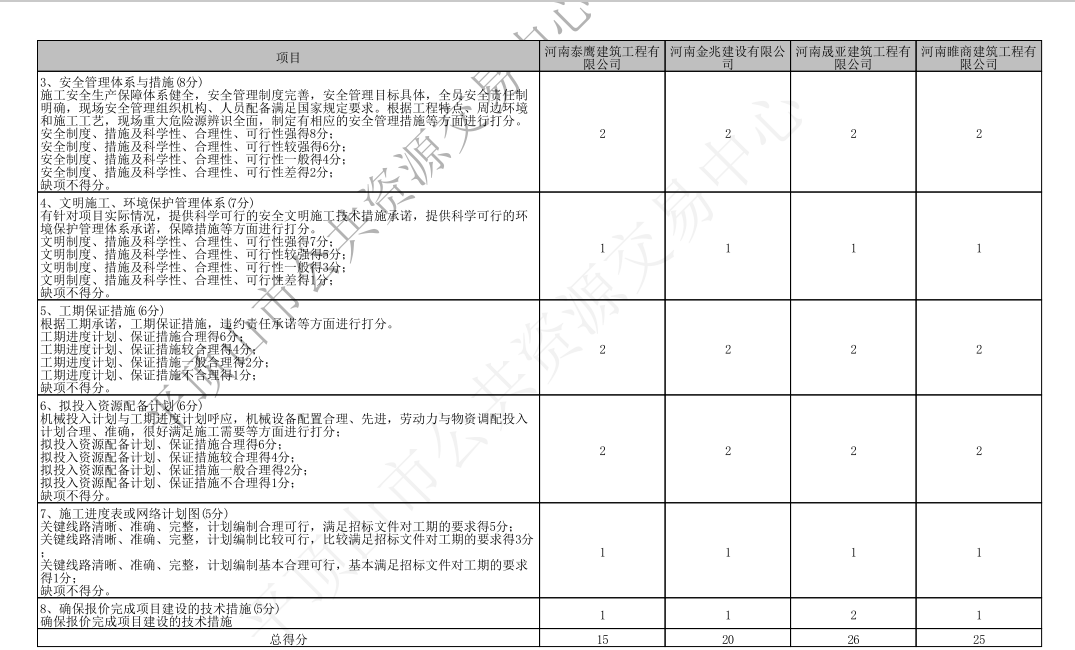 项目
河南泰鹰建筑工程有
限公司
河南金兆建设有限公
司
河南晟亚建筑工程有
限公司
河南睢商建筑工程有
限公司
3、安全管理体系与措施(8分)
施工安全生产保障体系健全，安全管理制度完善，安全管理目标具体，全员安全责任制
明确，现场安全管理组织机构、人员配备满足国家规定要求。根据工程特点、周边环境
和施工工艺，现场重大危险源辨识全面，制定有相应的安全管理措施等方面进行打分。
安全制度、措施及科学性、合理性、可行性强得8分；
安全制度、措施及科学性、合理性、可行性较强得6分；
安全制度、措施及科学性、合理性、可行性一般得4分；
安全制度、措施及科学性、合理性、可行性差得2分；
缺项不得分。
2
2
2
2
4、文明施工、环境保护管理体系(7分)
有针对项目实际情况，提供科学可行的安全文明施工技术措施承诺，提供科学可行的环
境保护管理体系承诺，保障措施等方面进行打分。
文明制度、措施及科学性、合理性、可行性强得7分；
文明制度、措施及科学性、合理性、可行性较强得5分；
文明制度、措施及科学性、合理性、可行性一般得3分；
文明制度、措施及科学性、合理性、可行性差得1分；
缺项不得分。
1
1
1
1
5、工期保证措施(6分)
根据工期承诺，工期保证措施，违约责任承诺等方面进行打分。
工期进度计划、保证措施合理得6分；
工期进度计划、保证措施较合理得4分；
工期进度计划、保证措施一般合理得2分；
工期进度计划、保证措施不合理得1分；
缺项不得分。
2
2
2
2
6、拟投入资源配备计划(6分)
机械投入计划与工期进度计划呼应，机械设备配置合理、先进，劳动力与物资调配投入
计划合理、准确，很好满足施工需要等方面进行打分；
拟投入资源配备计划、保证措施合理得6分；
拟投入资源配备计划、保证措施较合理得4分；
拟投入资源配备计划、保证措施一般合理得2分；
拟投入资源配备计划、保证措施不合理得1分；
缺项不得分。
2
2
2
2
7、施工进度表或网络计划图(5分)
关键线路清晰、准确、完整，计划编制合理可行，满足招标文件对工期的要求得5分；
关键线路清晰、准确、完整，计划编制比较可行，比较满足招标文件对工期的要求得3分
；
关键线路清晰、准确、完整，计划编制基本合理可行，基本满足招标文件对工期的要求
得1分；
缺项不得分。
1
1
1
1
8、确保报价完成项目建设的技术措施(5分)
确保报价完成项目建设的技术措施
1
1
2
1
总得分
15
20
26
25
平顶山市公共资源交易中心
平顶山市公共资源交易中心